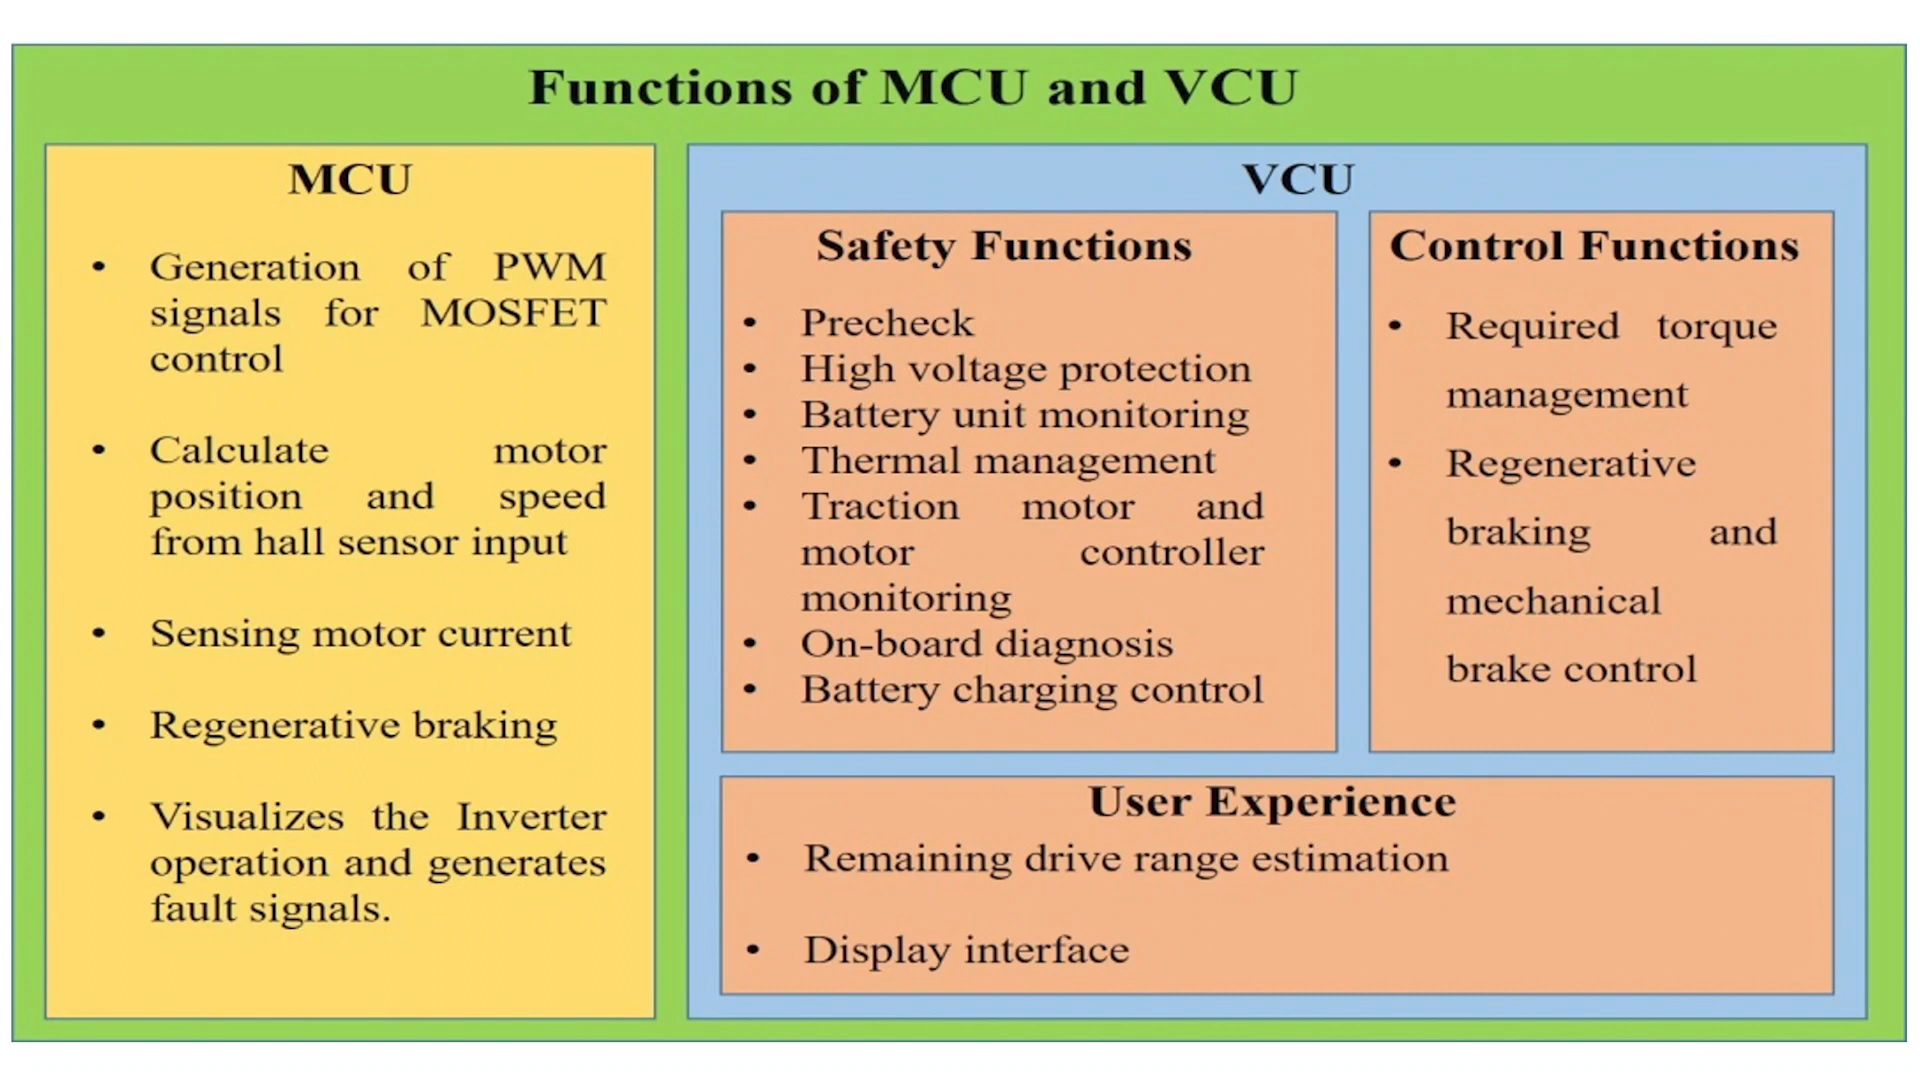 Functions of MCU and VCU
MCU
• Generation of PWM
signals for MOSFET
control
• Calculate motor
position and speed
from hall sensor input
• Sensing motor current
• Regenerative braking
• Visualizes the Inverter
operation and generates
fault signals.
VCU
Safety Functions
• Precheck
• High voltage protection
• Battery unit monitoring
• Thermal management
• Traction motor and
motor controller
monitoring
• On-board diagnosis
• Battery charging control
Control Functions
• Required torque
management
• Regenerative
braking and
mechanical
brake control
User Experience
• Remaining drive range estimation
• Display interface